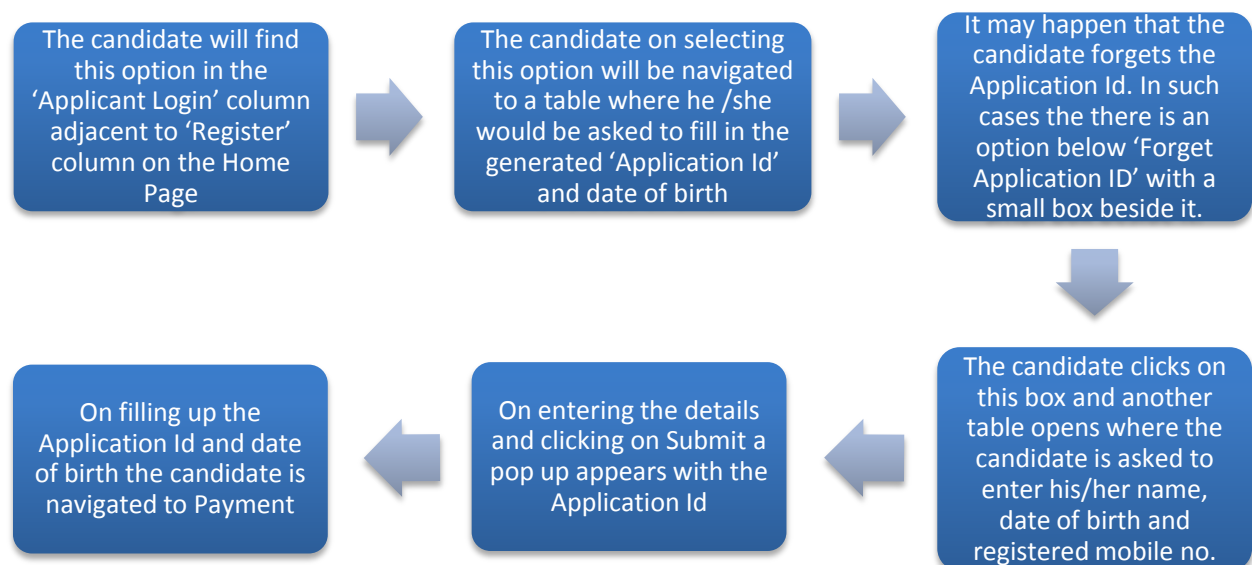 The candidate will find
this option in the
‘Applicant Login’ column
adjacent to ‘Register’
column on the Home
Page
The candidate on selecting
this option will be navigated
to a table where he /she
would be asked to fill in the
generated ‘Application Id’
and date of birth
It may happen that the
candidate forgets the
Application Id. In such
cases the there is an
option below ‘Forget
Application ID’ with a
small box beside it.
The candidate clicks on
this box and another
table opens where the
candidate is asked to
enter his/her name,
date of birth and
registered mobile no.
On entering the details
and clicking on Submit a
pop up appears with the
Application Id
On filling up the
Application Id and date
of birth the candidate is
navigated to Payment